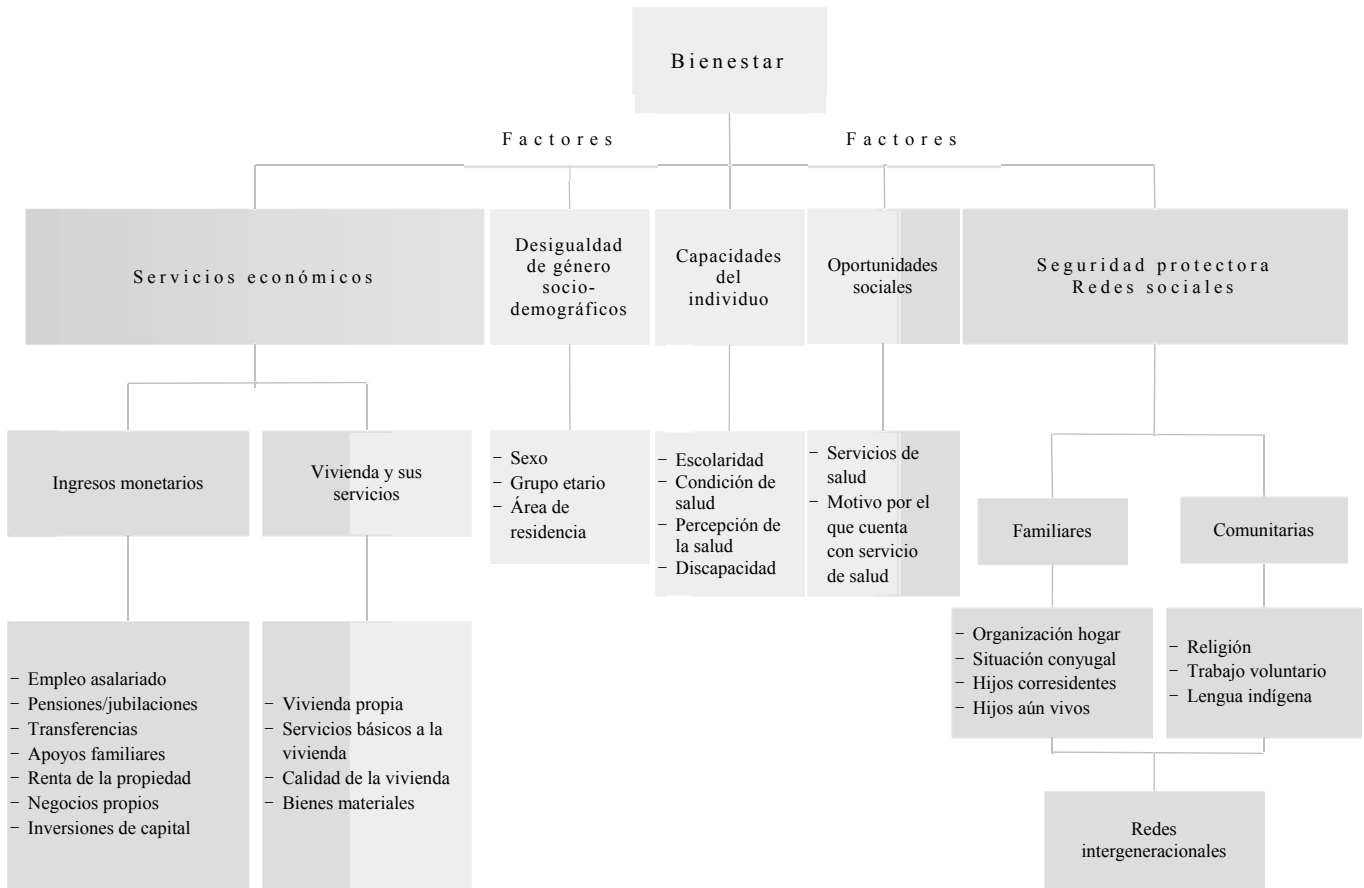 Bienestar
Factores
Factores
Servicios económicos
Desigualdad
de género
socio-
demográficos
Capacidades
del
individuo
Oportunidades
sociales
Seguridad protectora
Redes sociales
Ingresos monetarios
Vivienda y sus
servicios
– Sexo
– Grupo etario
– Área de
residencia
– Escolaridad
– Condición de
salud
– Percepción de
la salud
– Discapacidad
– Servicios de
salud
– Motivo por el
que cuenta
con servicio
de salud
Familiares
Comunitarias
– Empleo asalariado
– Pensiones/jubilaciones
– Transferencias
– Apoyos familiares
– Renta de la propiedad
– Negocios propios
– Inversiones de capital
– Vivienda propia
– Servicios básicos a la
vivienda
– Calidad de la vivienda
– Bienes materiales
– Organización hogar
– Situación conyugal
– Hijos corresidentes
– Hijos aún vivos
– Religión
– Trabajo voluntario
– Lengua indígena
Redes
intergeneracionales